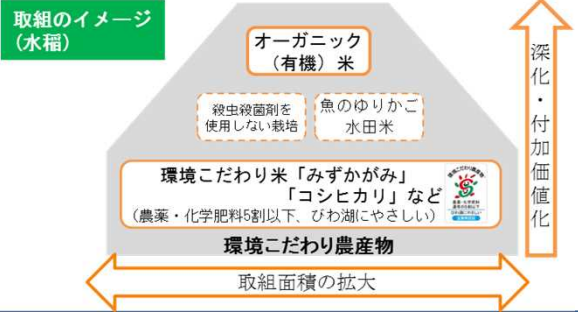 取組のイメージ
(水稲)
オーガニック
(有機)米
殺虫殺菌剤を
使用しない栽培
魚のゆりかご
水田米
環境こだわり米「みずかがみ」
「コシヒカリ」など
(農薬・化学肥料5割以下、びわ湖にやさしい)
環境こだわり農産物
取組面積の拡大
深化・付加価値化